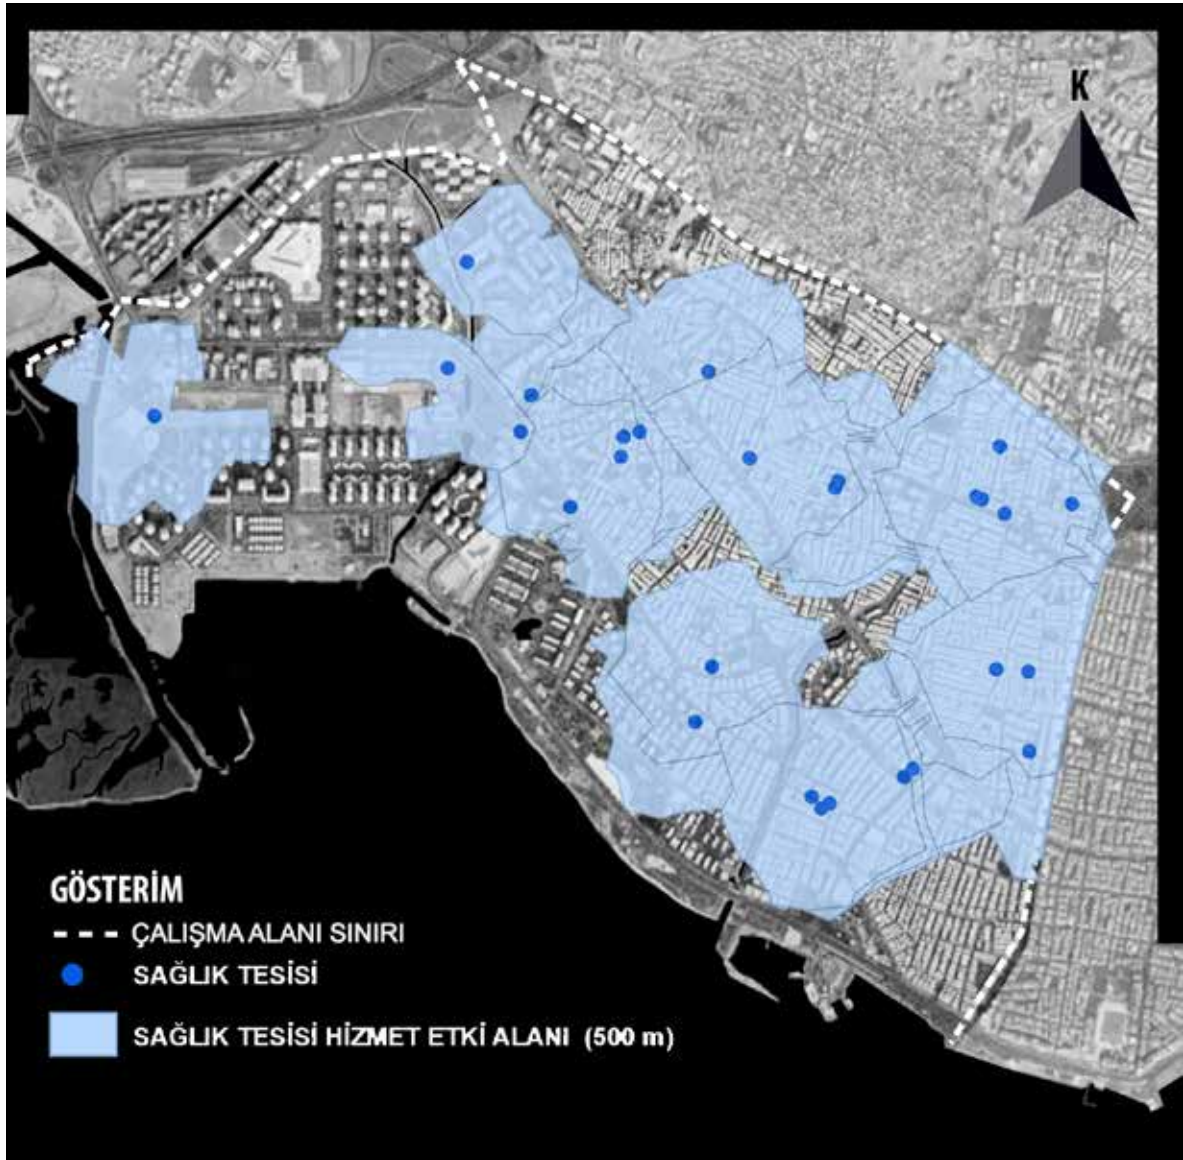 K
GÖSTERİM
ÇALIŞMA ALANI SINIRI
SAĞLIK TESİSİ
SAĞLIK TESİSİ HİZMET ETKİ ALANI (500 m)